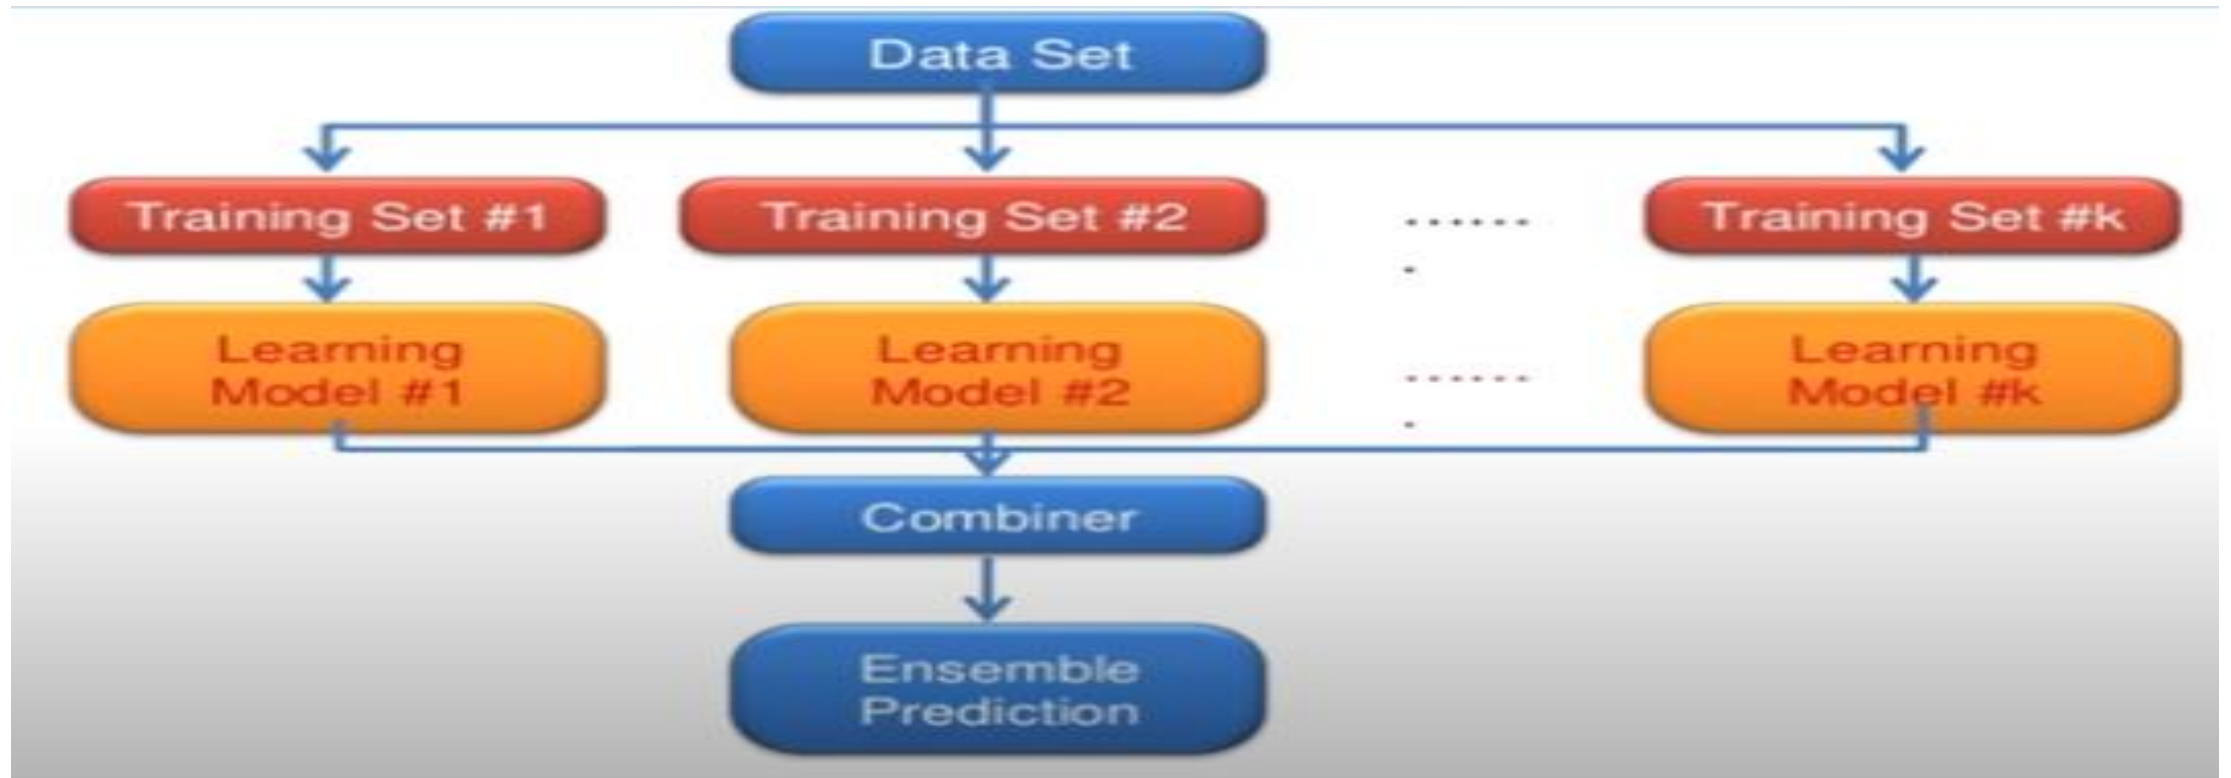 Data Set
Training Set #1
Training Set #2
.......
Training Set #k
Learning
Model #1
Learning
Model #2
.......
Learning
Model #k
Combiner
Ensemble
Prediction